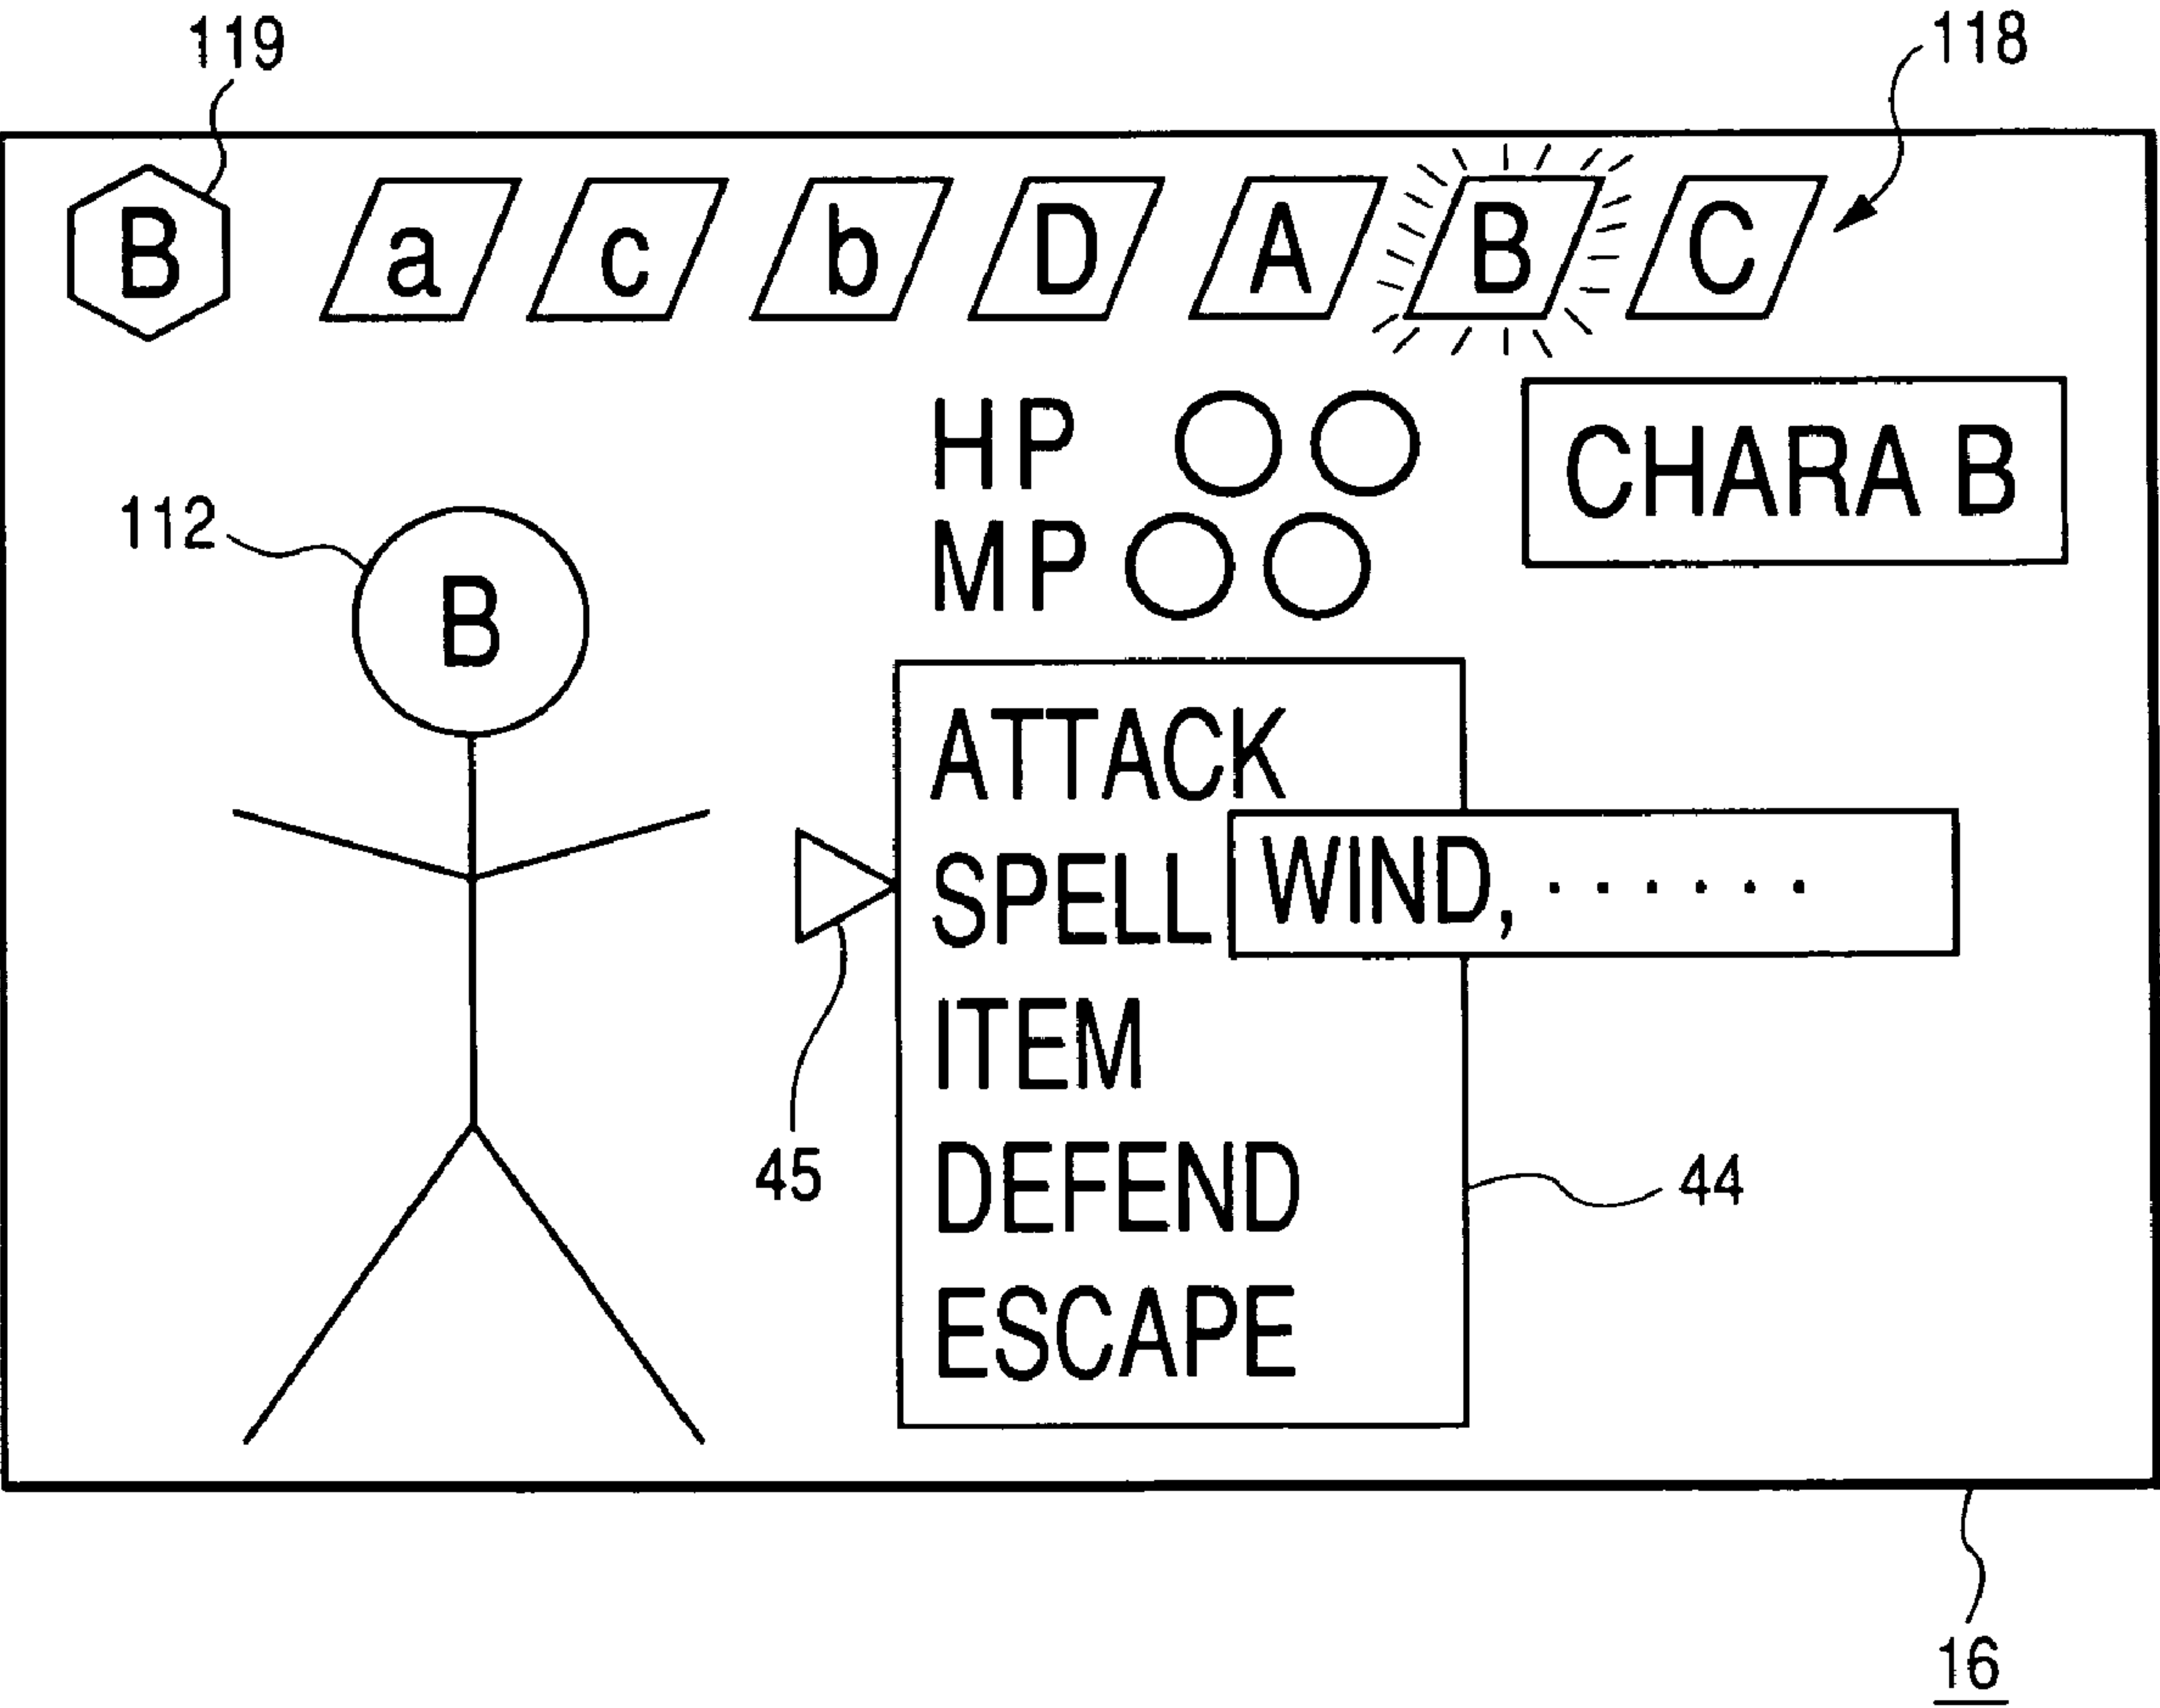 119
118
B a c b D A B C
HP
CHARA B
MP
112
B
ATTACK
SPELL WIND, ······
ITEM
DEFEND
45
44
ESCAPE
16